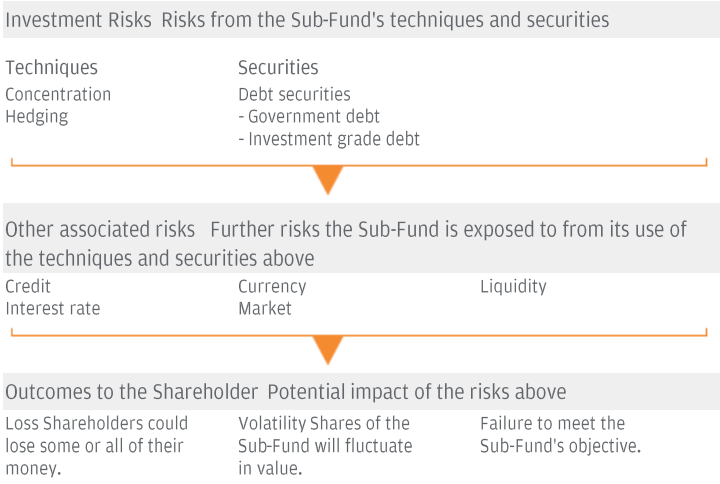 Investment Risks Risks from the Sub-Fund's techniques and securities
Techniques
Concentration
Hedging
Securities
Debt securities
- Government debt
- Investment grade debt
Other associated risks Further risks the Sub-Fund is exposed to from its use of
the techniques and securities above
Credit
Interest rate
Currency
Market
Liquidity
Outcomes to the Shareholder Potential impact of the risks above
Loss Shareholders could
lose some or all of their
money.
Volatility Shares of the
Sub-Fund will fluctuate
in value.
Failure to meet the
Sub-Fund's objective.